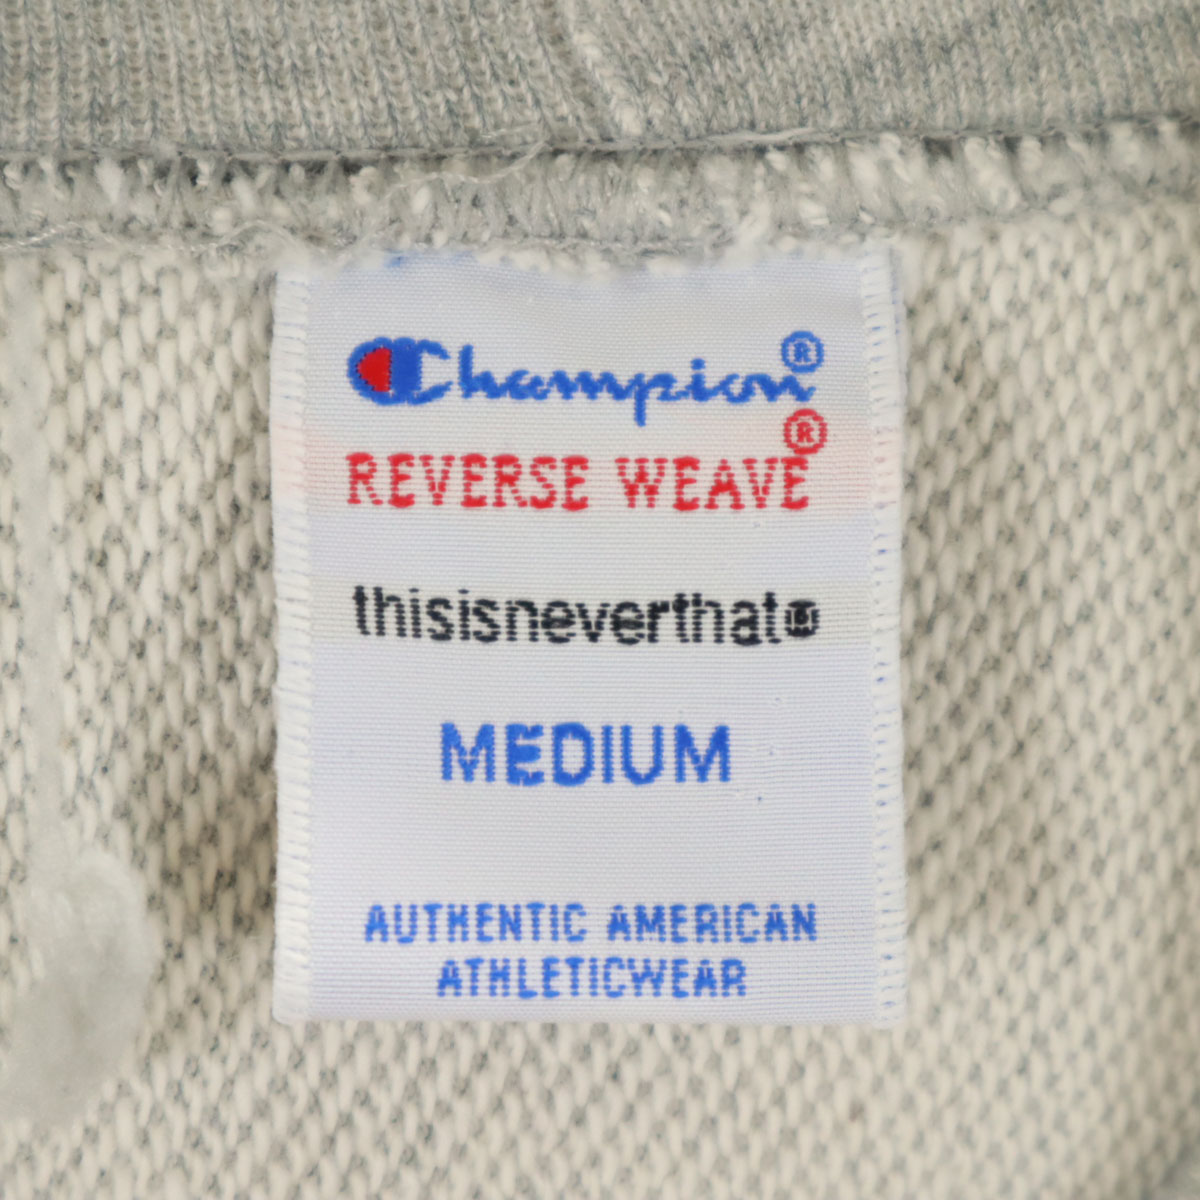 Champion®
REVERSE WEAVE®
thisisneverthat®
MEDIUM
AUTHENTIC AMERICAN
ATHLETICWEAR